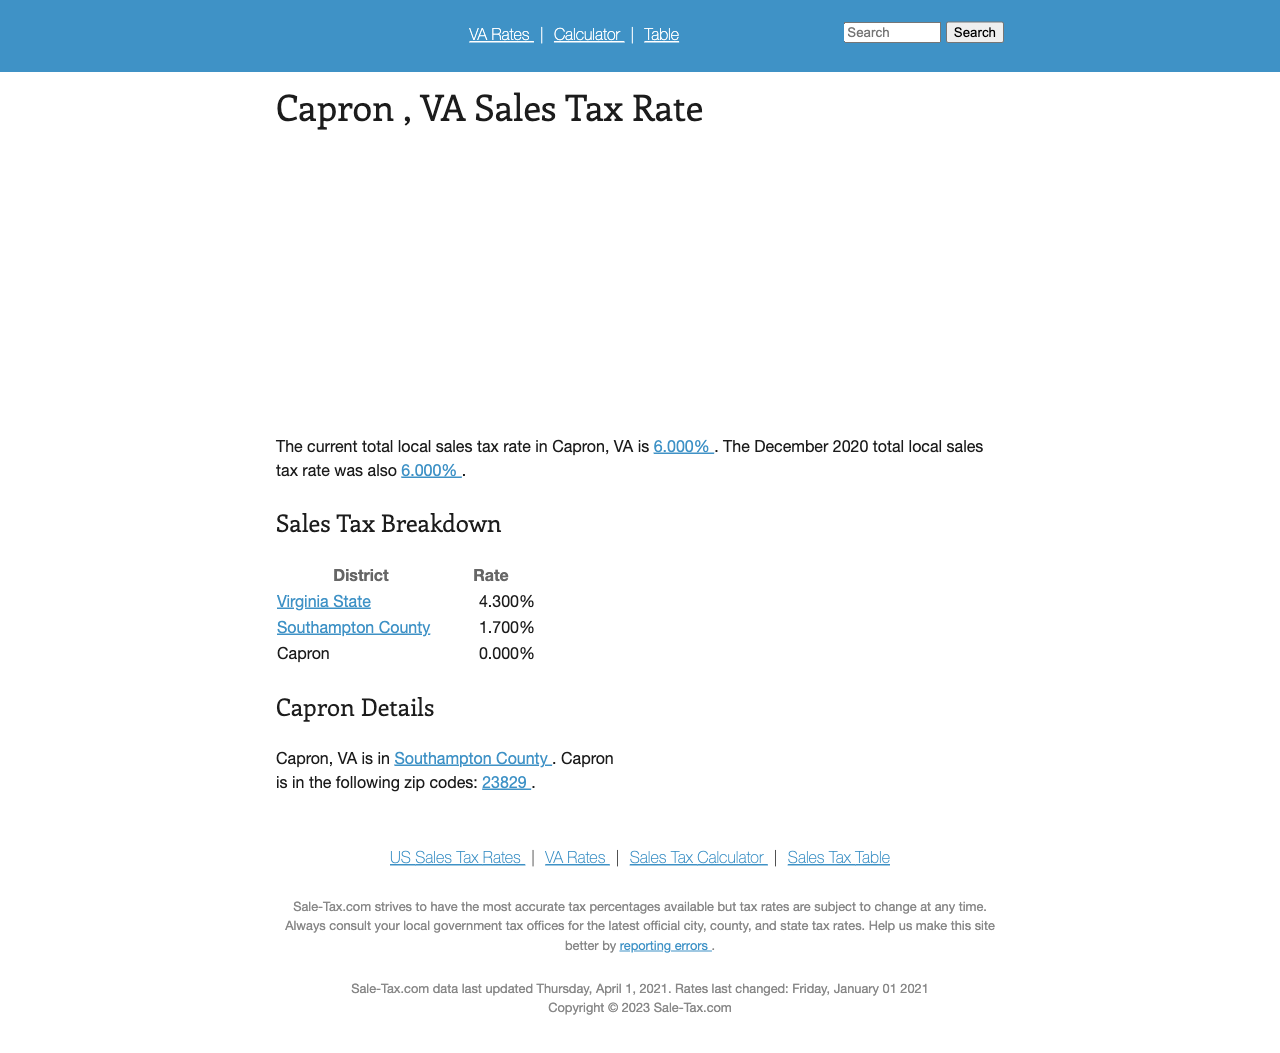 VA Rates | Calculator | Table
Search Search
Capron , VA Sales Tax Rate
The current total local sales tax rate in Capron, VA is 6.000% . The December 2020 total local sales
tax rate was also 6.000% .
Sales Tax Breakdown
District Rate
Virginia State 4.300%
Southampton County 1.700%
Capron 0.000%
Capron Details
Capron, VA is in Southampton County . Capron
is in the following zip codes: 23829 .
US Sales Tax Rates | VA Rates | Sales Tax Calculator | Sales Tax Table
Sale-Tax.com strives to have the most accurate tax percentages available but tax rates are subject to change at any time.
Always consult your local government tax offices for the latest official city, county, and state tax rates. Help us make this site
better by reporting errors .
Sale-Tax.com data last updated Thursday, April 1, 2021. Rates last changed: Friday, January 01 2021
Copyright © 2023 Sale-Tax.com